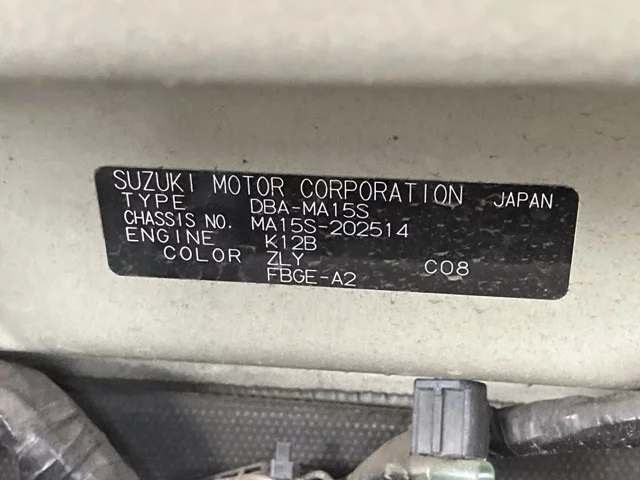 SUZUKI MOTOR CORPORATION JAPAN
TYPE DBA-MA15S
CHASSIS NO. MA15S-202514
ENGINE K12B
COLOR ZLY C08
FBGE-A2